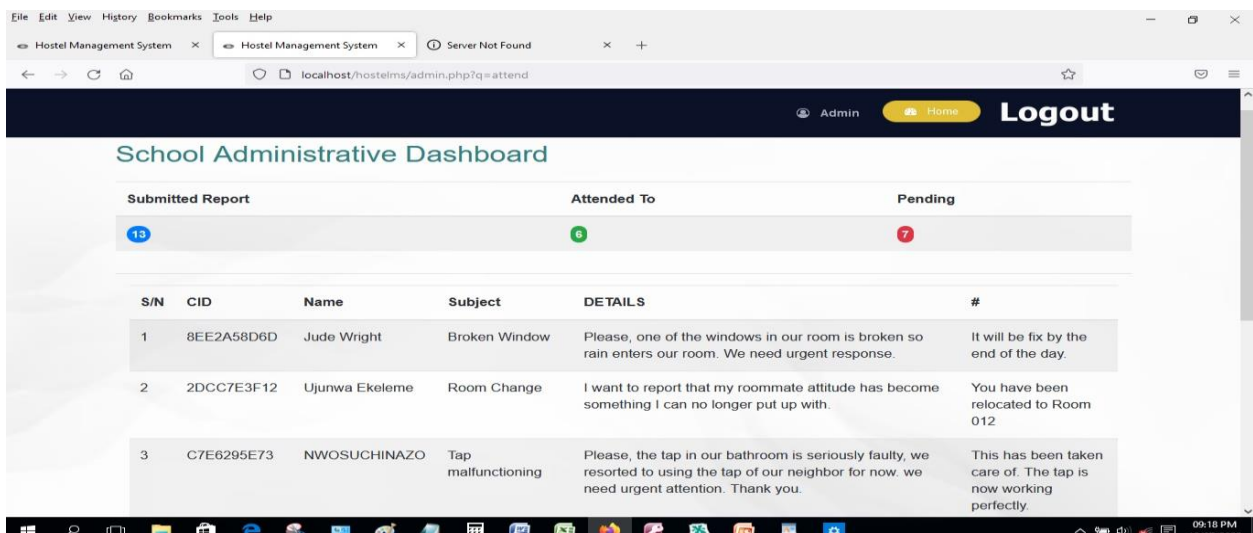 File Edit View History Bookmarks Tools Help
Hostel Management System
Hostel Management System
Server Not Found
localhost/hostelms/admin.php?q=attend
Admin Home Logout
School Administrative Dashboard
Submitted Report Attended To Pending
13 6 7
S/N CID Name Subject DETAILS #
1 8EE2A58D6D Jude Wright Broken Window Please, one of the windows in our room is broken so It will be fix by the
rain enters our room. We need urgent response. end of the day.
2 2DCC7E3F12 Ujunwa Ekeleme Room Change I want to report that my roommate attitude has become You have been
something I can no longer put up with. relocated to Room
012
3 C7E6295E73 NWOSUCHINAZO Tap Please, the tap in our bathroom is seriously faulty, we This has been taken
malfunctioning resorted to using the tap of our neighbor for now. we care of. The tap is
need urgent attention. Thank you. now working
perfectly.
09:18 PM